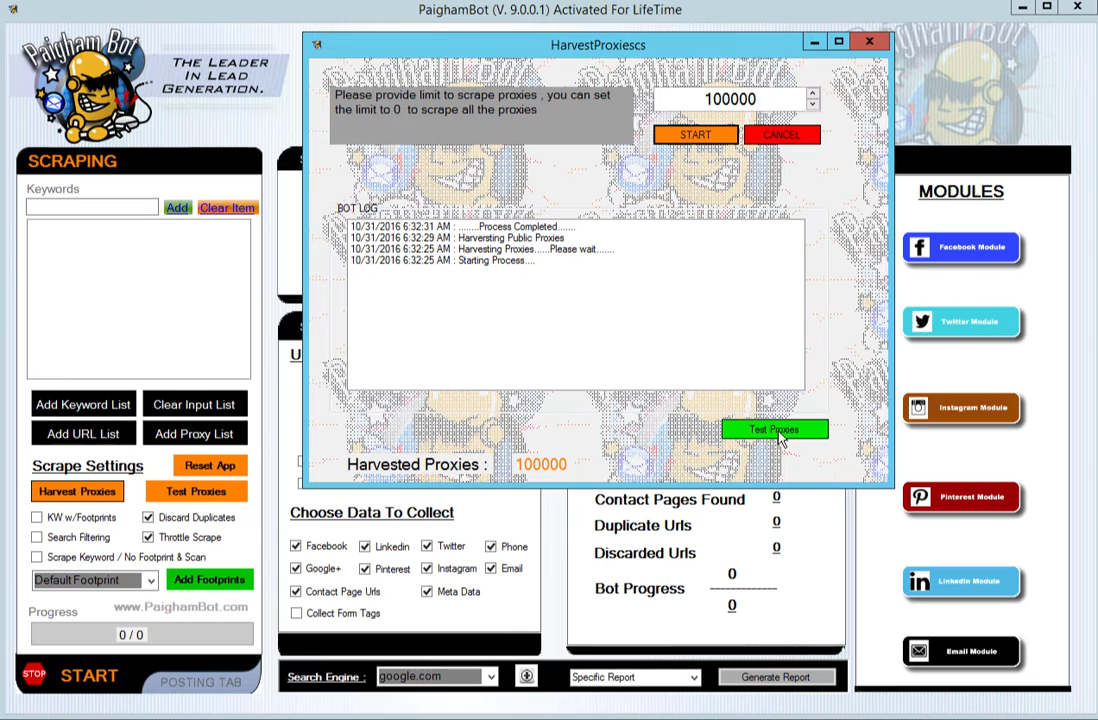 PaighamBot (V. 9.0.0.1) Activated For LifeTime
Paigham Bot
THE LEADER
IN LEAD
GENERATION.
HarvestProxiescs
Please provide limit to scrape proxies , you can set
the limit to 0 to scrape all the proxies
100000
START
CANCEL
BOT LOG
10/31/2016 6:32:31 AM : ........Process Completed.......
10/31/2016 6:32:29 AM : Harversting Public Proxies
10/31/2016 6:32:25 AM : Harvesting Proxies......Please wait.......
10/31/2016 6:32:25 AM : Starting Process....
Test Proxies
Harvested Proxies : 100000
SCRAPING
Keywords
Add
Clear Item
Add Keyword List
Clear Input List
Add URL List
Add Proxy List
Scrape Settings
Reset App
Harvest Proxies
Test Proxies
KW w/Footprints
Discard Duplicates
Search Filtering
Throttle Scrape
Scrape Keyword / No Footprint & Scan
Default Footprint
Add Footprints
Progress
www.PaighamBot.com
0 / 0
STOP
START
POSTING TAB
Choose Data To Collect
Facebook
Linkedin
Twitter
Phone
Google+
Pinterest
Instagram
Email
Contact Page Urls
Meta Data
Collect Form Tags
Contact Pages Found 0
Duplicate Urls 0
Discarded Urls 0
Bot Progress
0
0
Search Engine :
google.com
Specific Report
Generate Report
MODULES
Facebook Module
Twitter Module
Instagram Module
Pinterest Module
LinkedIn Module
Email Module